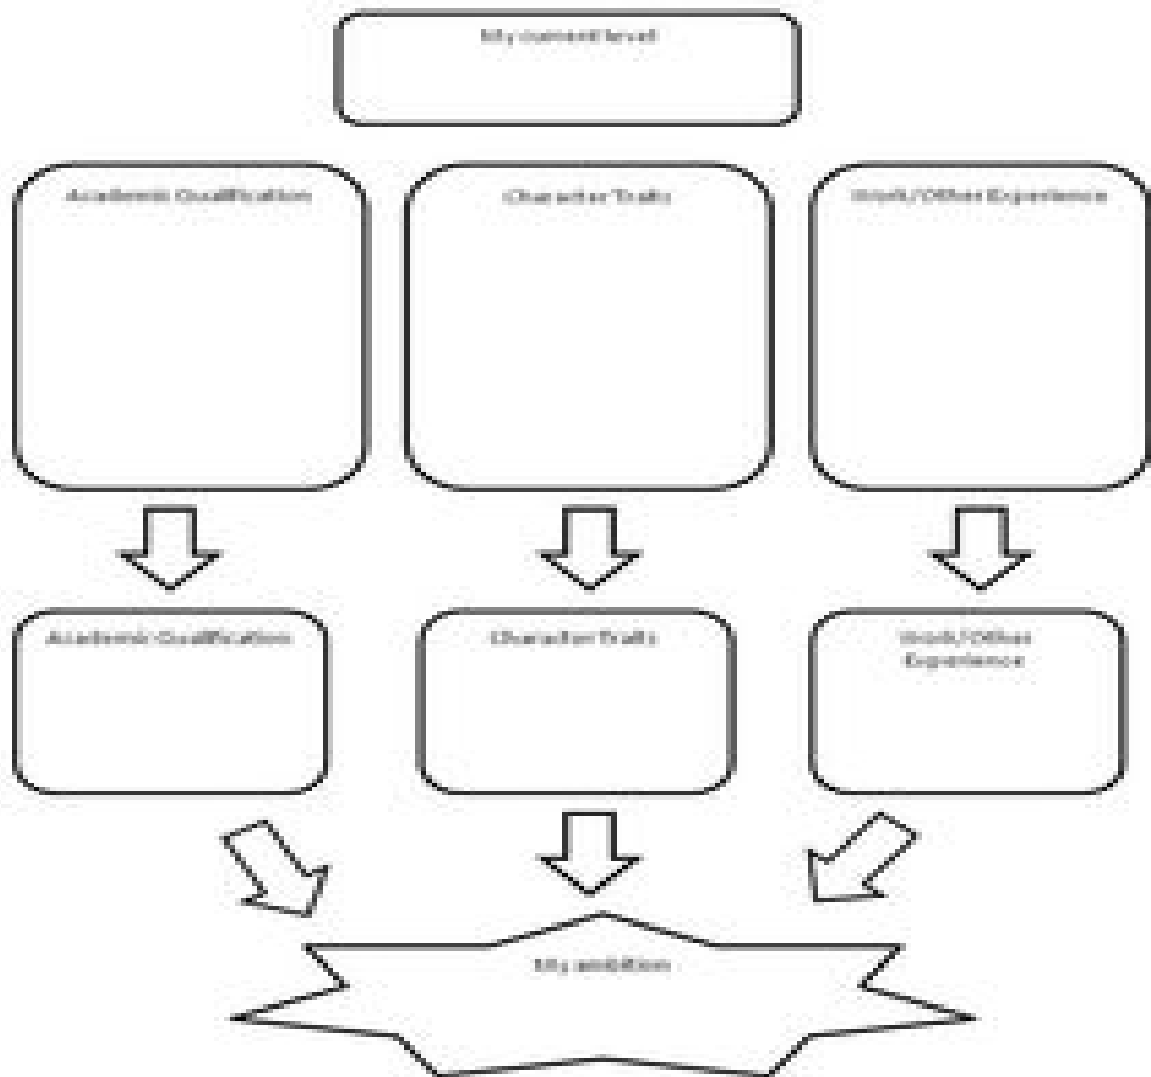 My current level
Academic Qualification
Character Traits
Work/Other Experience
Academic Qualification
Character Traits
Work/Other
Experience
My ambition